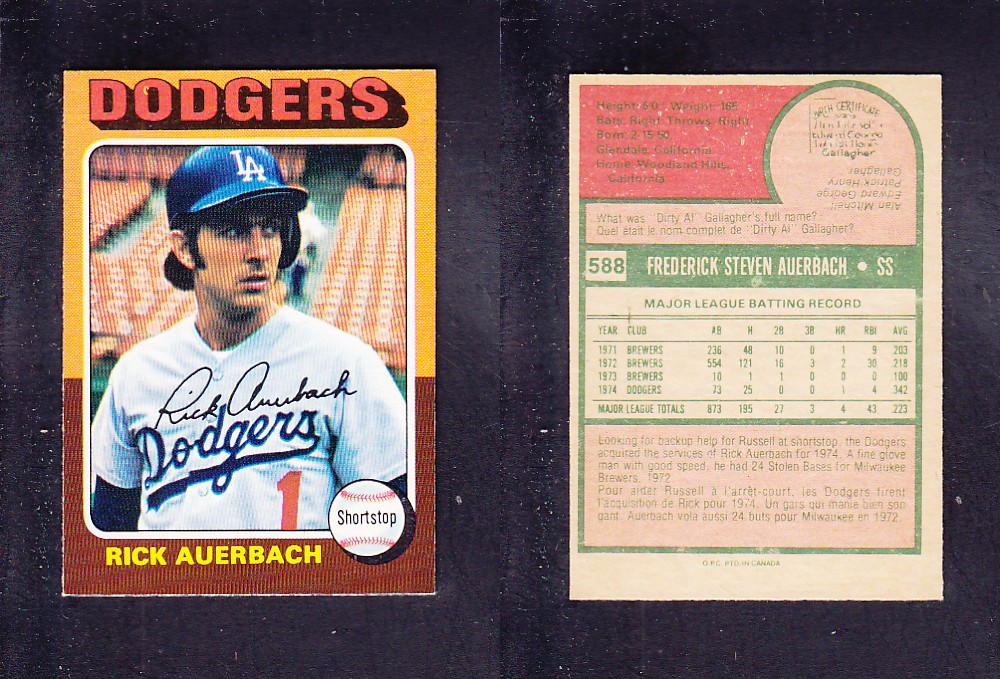 DODGERS
LA
Rick Auerbach
Dodgers
1
Shortstop
RICK AUERBACH
Height: 6'0 Weight: 165
Bats: Right Throws: Right
Born: 2-15-50
Glendale, California
Home: Woodland Hills,
California
BIRTH CERTIFICATE
Gallagher
Alan Mitchell
Edward George
Patrick Henry
Gallagher
What was "Dirty Al" Gallagher's full name?
Quel était le nom complet de "Dirty Al" Gallagher?
588 FREDERICK STEVEN AUERBACH • SS
MAJOR LEAGUE BATTING RECORD
YEAR CLUB AB H 2B 3B HR RBI AVG
1971 BREWERS 236 48 10 0 1 9 .203
1972 BREWERS 554 121 16 3 2 30 .218
1973 BREWERS 10 1 1 0 0 0 .100
1974 DODGERS 73 25 0 0 1 4 .342
MAJOR LEAGUE TOTALS 873 195 27 3 4 43 .223
Looking for backup help for Russell at shortstop, the Dodgers
acquired the services of Rick Auerbach for 1974. A fine glove
man with good speed, he had 24 Stolen Bases for Milwaukee
Brewers, 1972.
Pour aider Russell à l'arrêt-court, les Dodgers firent
l'acquisition de Rick pour 1974. Un gars qui manie bien son
gant, Auerbach vola aussi 24 buts pour Milwaukee en 1972.
O.P.C. PTD. IN CANADA